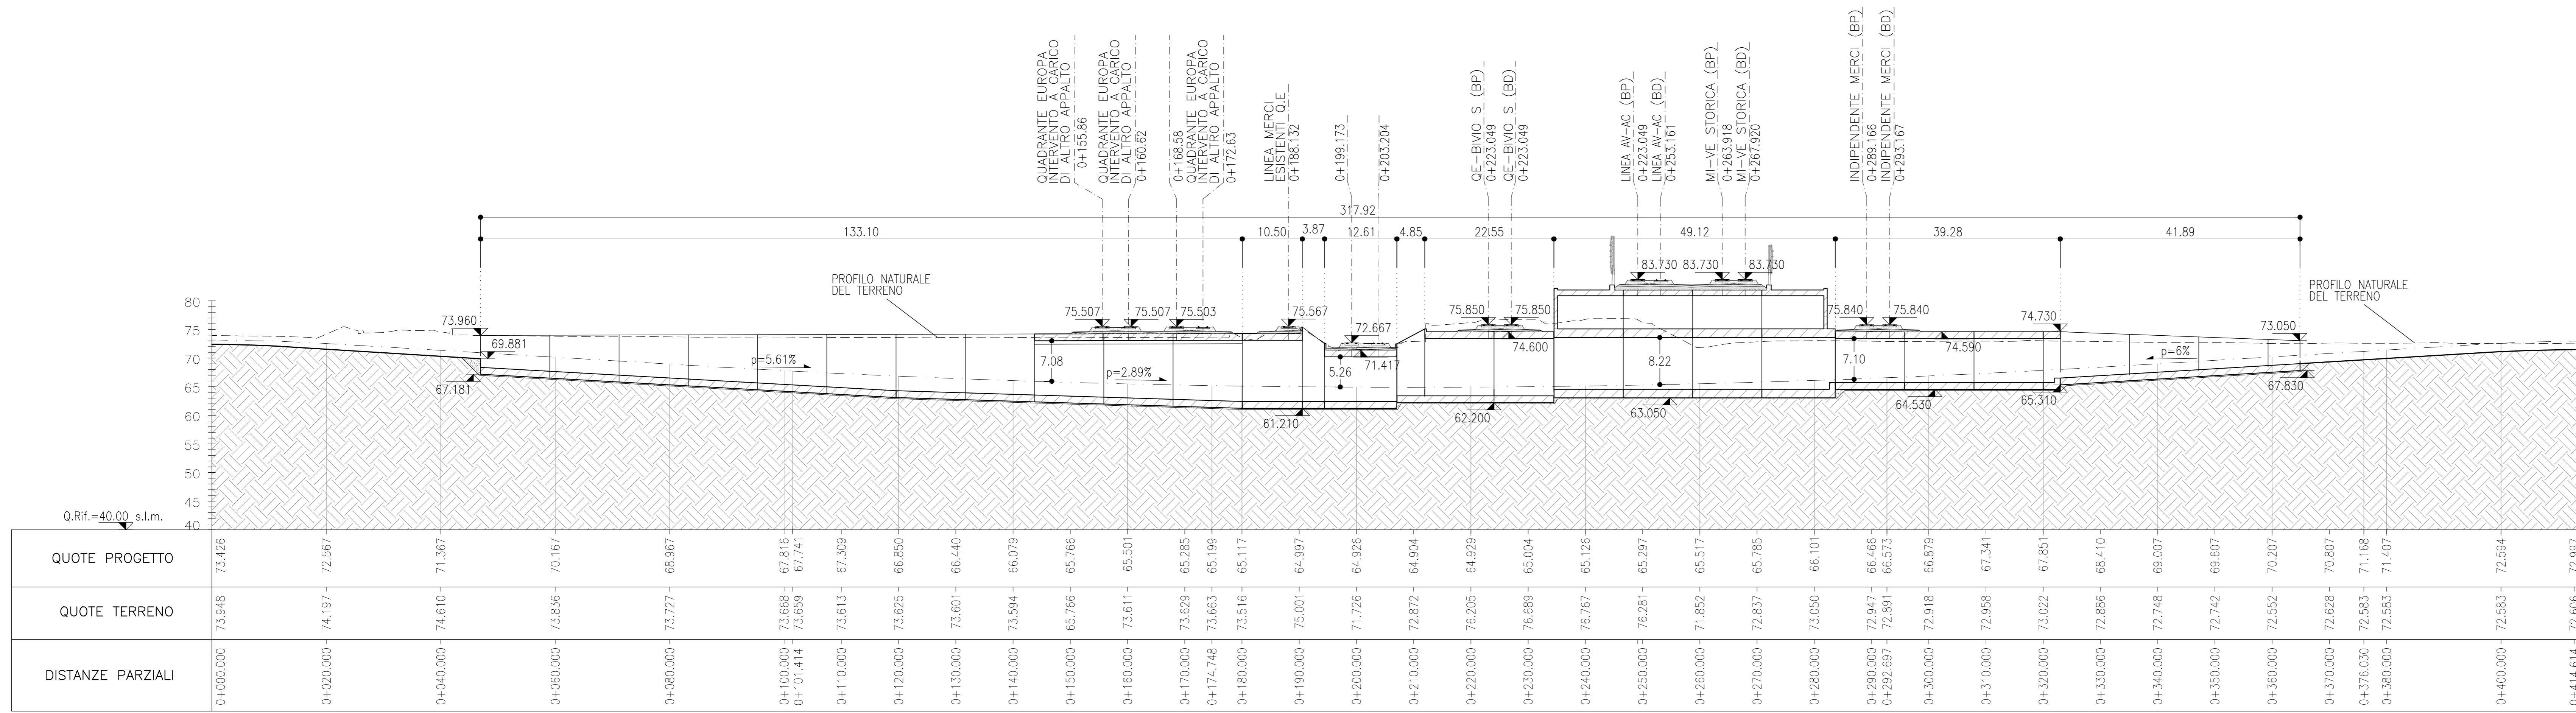 QUADRANTE EUROPA
INTERVENTO A CARICO
DI ALTRO APPALTO
0+155.86
QUADRANTE EUROPA
INTERVENTO A CARICO
DI ALTRO APPALTO
0+160.62
0+168.58
QUADRANTE EUROPA
INTERVENTO A CARICO
DI ALTRO APPALTO
0+172.63
LINEA MERCI
ESISTENTI Q.E
0+188.132
0+199.173
0+203.204
QE-BIVIO S (BP)
0+223.049
QE-BIVIO S (BD)
0+223.049
LINEA AV-AC (BP)
0+223.049
LINEA AV-AC (BD)
0+253.161
MI-VE STORICA (BP)
0+263.918
MI-VE STORICA (BD)
0+267.920
INDIPENDENTE MERCI (BP)
0+289.166
INDIPENDENTE MERCI (BD)
0+293.167
317.92
133.10 10.50 3.87 12.61 4.85 22.55 49.12 39.28 41.89
83.730 83.730 83.730
PROFILO NATURALE
DEL TERRENO
PROFILO NATURALE
DEL TERRENO
75.507 75.507 75.503 75.567 75.850 75.850 75.840 75.840
73.960 72.667 74.730 73.050
69.881 74.600 74.590
p=5.61% 7.08 p=2.89% 5.26 71.417 8.22 7.10 p=6%
67.181 61.210 62.200 63.050 64.530 65.310 67.830
80
75
70
65
60
55
50
45
40
Q.Rif.=40.00 s.l.m.
QUOTE PROGETTO 73.426 72.567 71.367 70.167 68.967 67.816 67.741 67.309 66.850 66.440 66.079 65.766 65.501 65.285 65.199 65.117 64.997 64.926 64.904 64.929 65.004 65.126 65.297 65.517 65.785 66.101 66.466 66.573 66.879 67.341 67.851 68.410 69.007 69.607 70.207 70.807 71.168 71.407 72.594 72.997
QUOTE TERRENO 73.948 74.197 74.610 73.836 73.727 73.668 73.659 73.613 73.625 73.601 73.594 65.766 73.611 73.629 73.663 73.516 75.001 71.726 72.872 76.205 76.689 76.767 76.281 71.852 72.837 73.050 72.947 72.891 72.918 72.958 73.022 72.886 72.748 72.742 72.552 72.628 72.583 72.583 72.583 72.606
DISTANZE PARZIALI 0+000.000 0+020.000 0+040.000 0+060.000 0+080.000 0+100.000 0+101.414 0+110.000 0+120.000 0+130.000 0+140.000 0+150.000 0+160.000 0+170.000 0+174.748 0+180.000 0+190.000 0+200.000 0+210.000 0+220.000 0+230.000 0+240.000 0+250.000 0+260.000 0+270.000 0+280.000 0+290.000 0+292.697 0+300.000 0+310.000 0+320.000 0+330.000 0+340.000 0+350.000 0+360.000 0+370.000 0+376.030 0+380.000 0+400.000 0+414.614